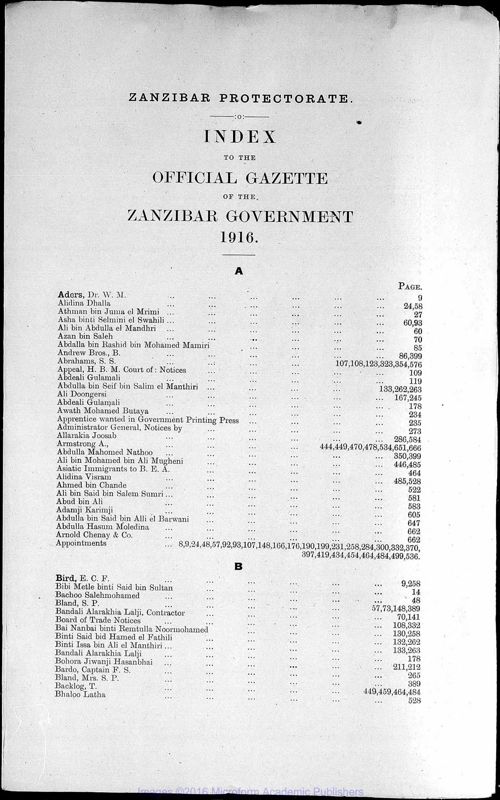 ZANZIBAR PROTECTORATE.
:o:
INDEX
TO THE
OFFICIAL GAZETTE
OF THE
ZANZIBAR GOVERNMENT
1916.
A
PAGE.
Aders, Dr. W. M. ... 9
Alidina Dhalla ... 24,58
Athman bin Juma el Mrimi ... 27
Asha binti Selmini el Swahili ... 60,93
Ali bin Abdulla el Mandhri ... 60
Azan bin Saleh ... 70
Abdalla bin Rashid bin Mohamed Mamiri ... 85
Andrew Bros., B. ... 86,399
Abrahams, S. S. ... 107,108,123,323,354,576
Appeal, H. B. M. Court of: Notices ... 109
Abdeali Gulamali ... 119
Abdulla bin Seif bin Salim el Manthiri ... 133,262,263
Ali Doongersi ... 167,245
Abdeali Gulamali ... 178
Awath Mohamed Butaya ... 234
Apprentice wanted in Government Printing Press ... 235
Administrator General, Notices by ... 273
Allarakia Joosab ... 286,584
Armstrong A., ... 444,449,470,478,534,651,666
Abdulla Mahomed Nathoo ... 350,399
Ali bin Mohamed bin Ali Mugheni ... 446,485
Asiatic Immigrants to B. E. A. ... 464
Alidina Visram ... 485,528
Ahmed bin Chande ... 522
Ali bin Said bin Salem Sumri ... 581
Abud bin Ali ... 583
Adamji Karimji ... 605
Abdulla bin Said bin Alli el Barwani ... 647
Abdulla Hasum Moledina ... 662
Arnold Chenay & Co. ... 662
Appointments ... 8,9,24,48,57,92,93,107,148,166,176,190,199,231,258,284,300,332,370,
397,419,434,454,464,484,499,536.
B
Bird, E. C. F. ... 9,258
Bibi Metle binti Said bin Sultan ... 14
Bachoo Salehmohamed ... 48
Bland, S. P. ... 57,73,148,389
Bandali Alarakhia Lalji, Contractor ... 70,141
Board of Trade Notices ... 108,332
Bai Nanbai binti Remtulla Noormohamed ... 130,258
Binti Said bid Hamed el Fathili ... 132,262
Binti Issa bin Ali el Manthiri ... 133,263
Bandali Alarakhia Lalji ... 178
Bohora Jiwanji Hasanbhai ... 211,212
Bardo, Captain F. S. ... 265
Bland, Mrs. S. P. ... 389
Backlog, T. ... 449,459,464,484
Bhaloo Latha ... 528
Images ©2016 Microform Academic Publishers